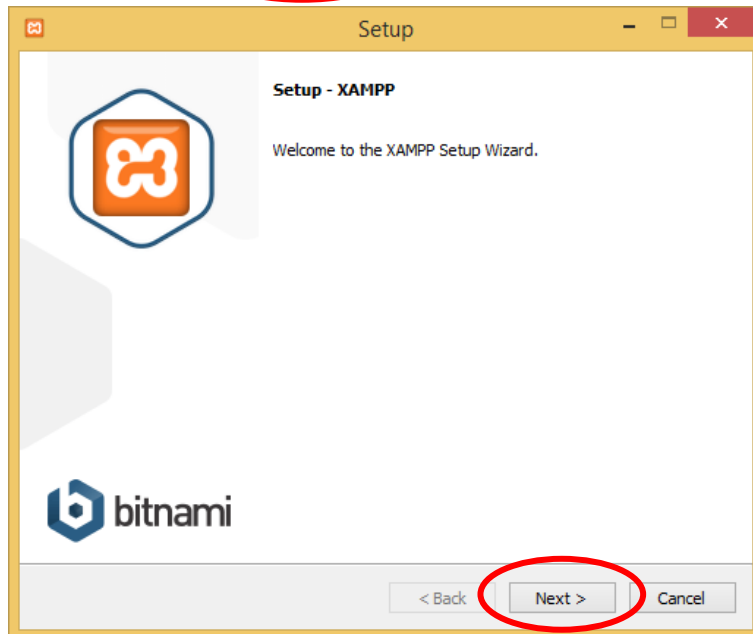 Setup
Setup - XAMPP
Welcome to the XAMPP Setup Wizard.
bitnami
< Back Next > Cancel